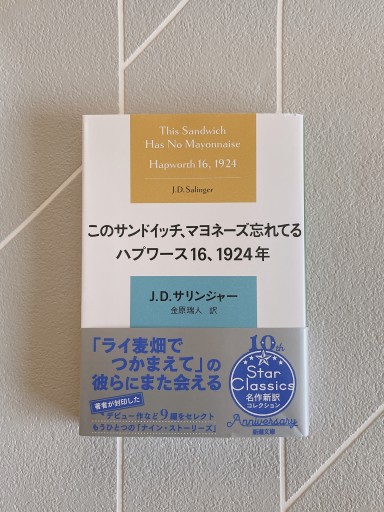 This Sandwich
Has No Mayonnaise
Hapworth 16, 1924
J.D. Salinger
このサンドイッチ、マヨネーズ忘れてる
ハプワース16、1924年
J.D.サリンジャー
金原瑞人 訳
「ライ麦畑で
つかまえて」の
彼らにまた会える
著者が封印した
デビュー作など9編をセレクト
もうひとつの「ナイン・ストーリーズ」
10th
Star
Classics
名作新訳
コレクション
Anniversary
新潮文庫